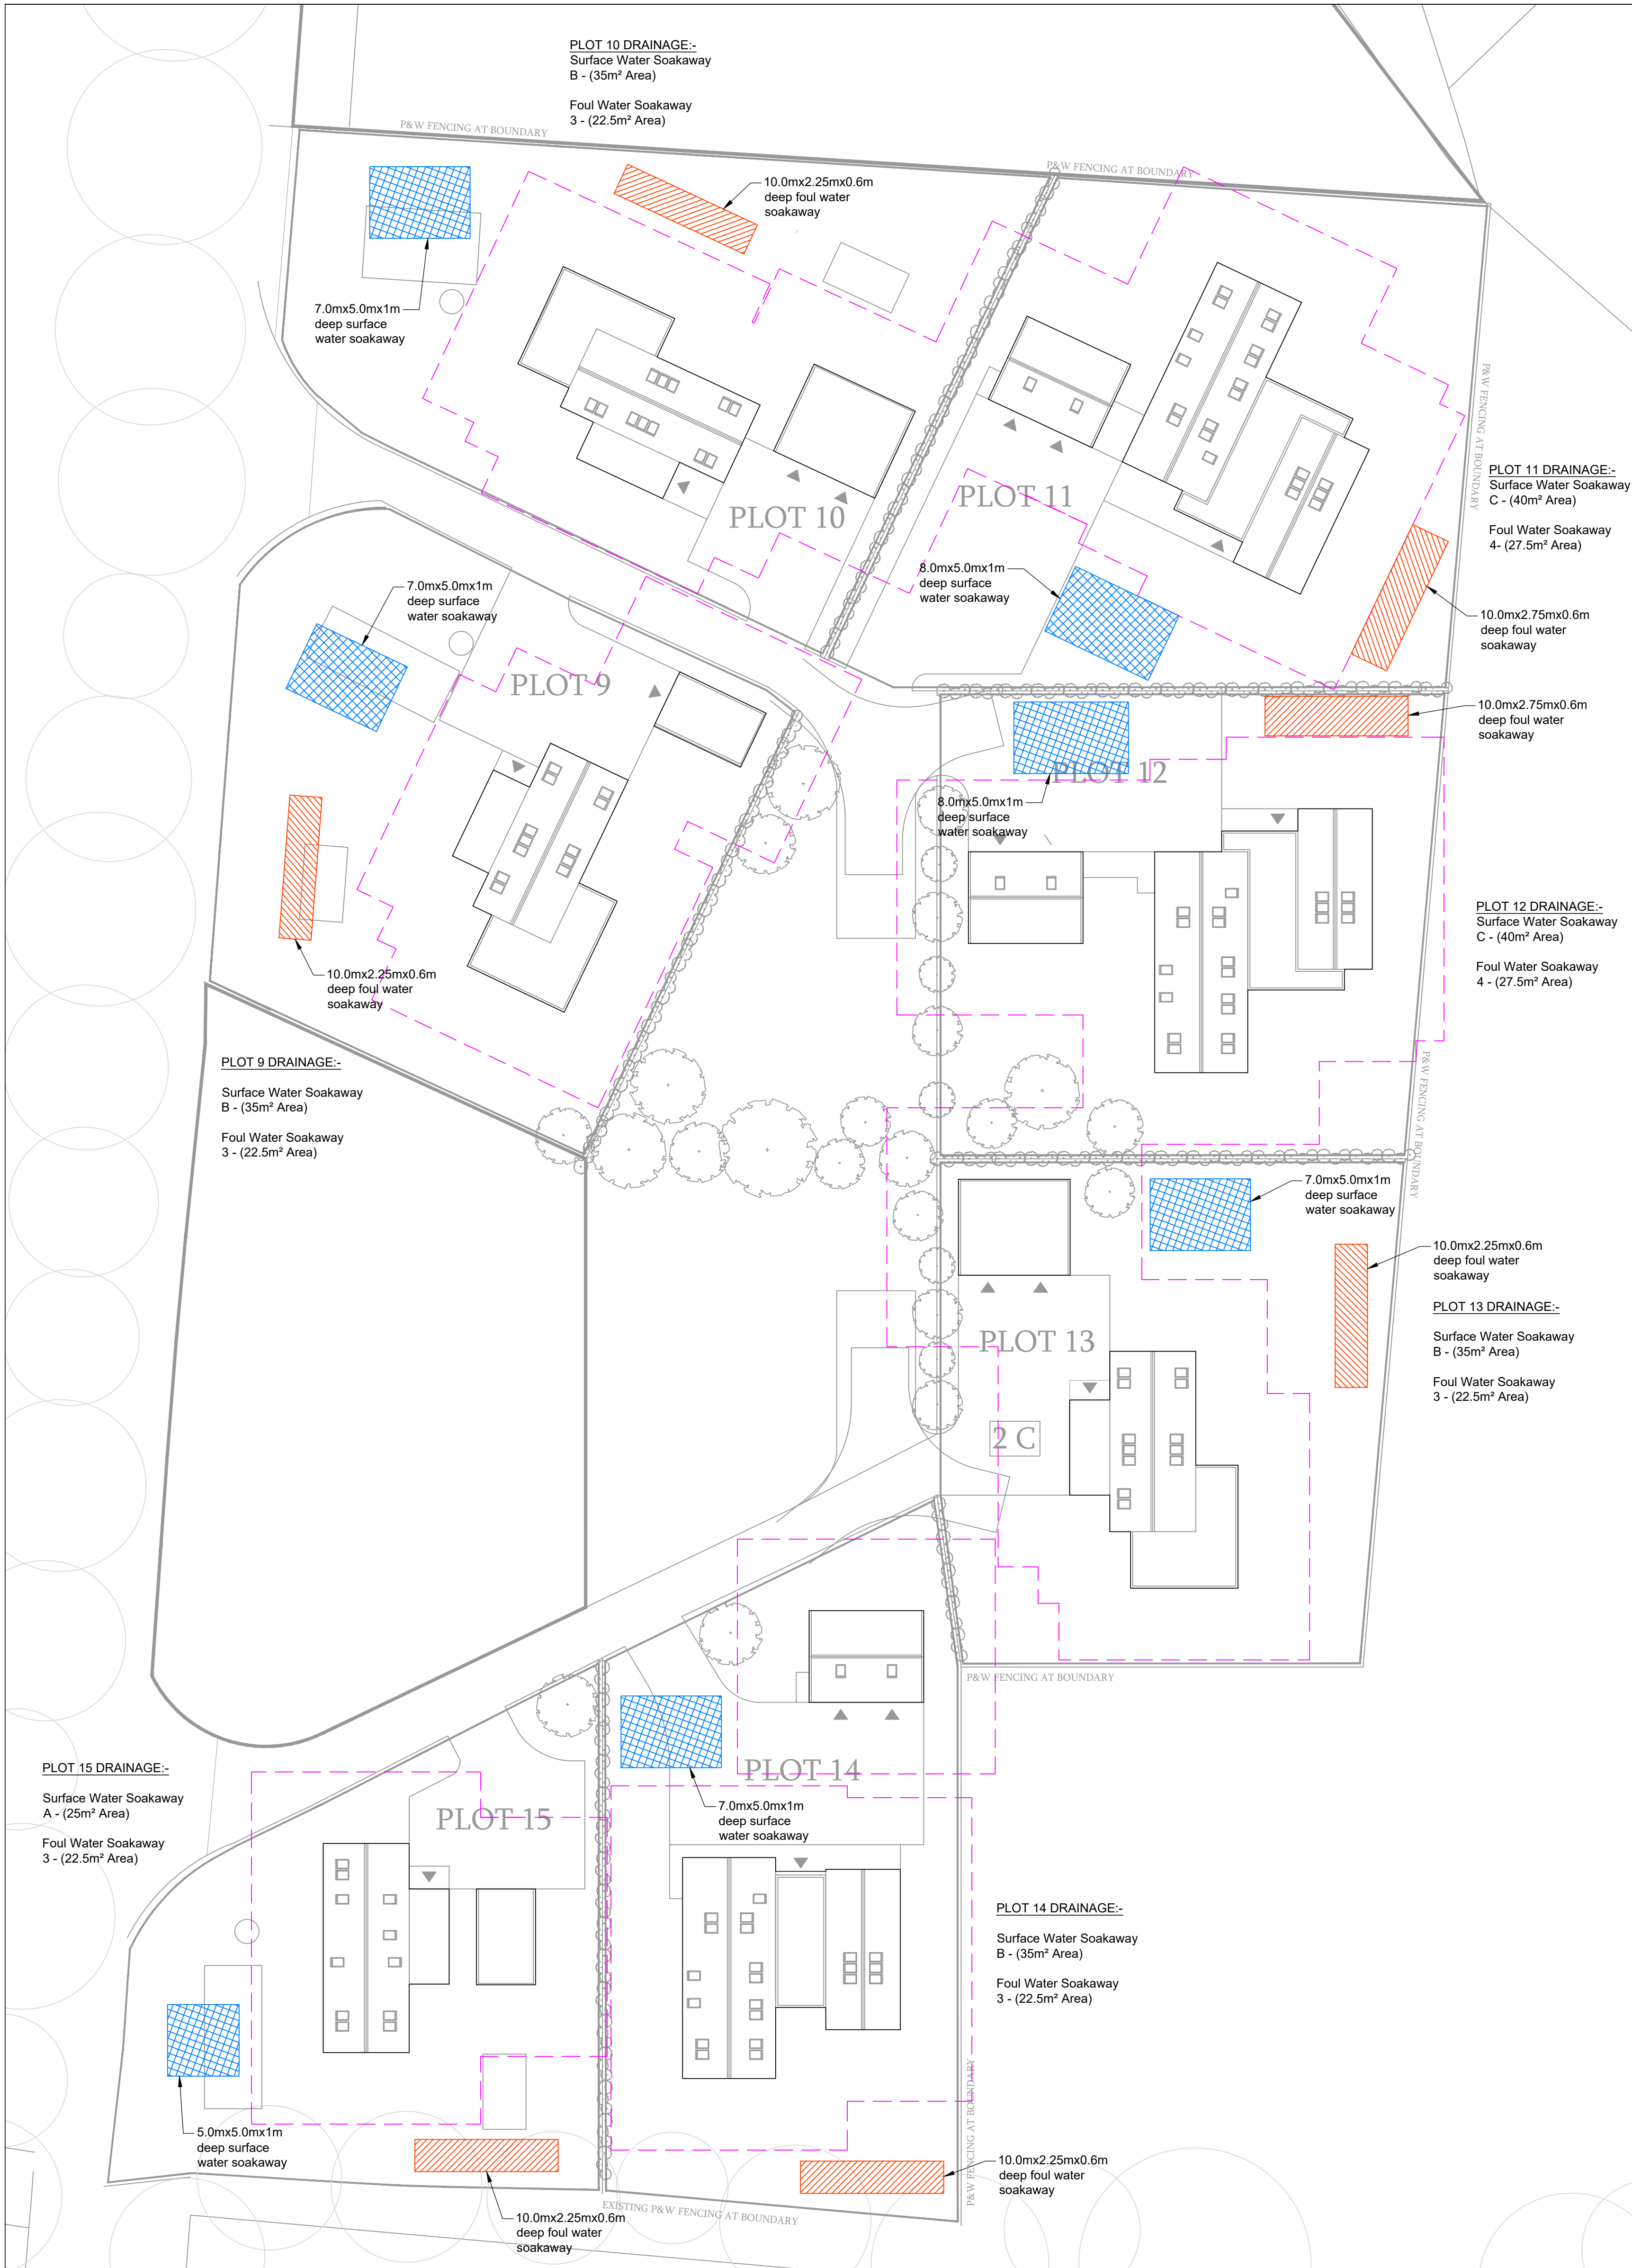 PLOT 10 DRAINAGE:-
Surface Water Soakaway
B - (35m² Area)
Foul Water Soakaway
3 - (22.5m² Area)
P&W FENCING AT BOUNDARY
P&W FENCING AT BOUNDARY
10.0mx2.25mx0.6m
deep foul water
soakaway
7.0mx5.0mx1m
deep surface
water soakaway
P&W FENCING AT BOUNDARY
PLOT 10
PLOT 11
PLOT 11 DRAINAGE:-
Surface Water Soakaway
C - (40m² Area)
Foul Water Soakaway
4- (27.5m² Area)
8.0mx5.0mx1m
deep surface
water soakaway
7.0mx5.0mx1m
deep surface
water soakaway
10.0mx2.75mx0.6m
deep foul water
soakaway
PLOT 9
10.0mx2.75mx0.6m
deep foul water
soakaway
PLOT 12
8.0mx5.0mx1m
deep surface
water soakaway
PLOT 12 DRAINAGE:-
Surface Water Soakaway
C - (40m² Area)
Foul Water Soakaway
4 - (27.5m² Area)
10.0mx2.25mx0.6m
deep foul water
soakaway
PLOT 9 DRAINAGE:-
Surface Water Soakaway
B - (35m² Area)
Foul Water Soakaway
3 - (22.5m² Area)
P&W FENCING AT BOUNDARY
7.0mx5.0mx1m
deep surface
water soakaway
10.0mx2.25mx0.6m
deep foul water
soakaway
PLOT 13 DRAINAGE:-
Surface Water Soakaway
B - (35m² Area)
Foul Water Soakaway
3 - (22.5m² Area)
PLOT 13
2 C
P&W FENCING AT BOUNDARY
PLOT 15 DRAINAGE:-
Surface Water Soakaway
A - (25m² Area)
Foul Water Soakaway
3 - (22.5m² Area)
PLOT 14
PLOT 15
7.0mx5.0mx1m
deep surface
water soakaway
PLOT 14 DRAINAGE:-
Surface Water Soakaway
B - (35m² Area)
Foul Water Soakaway
3 - (22.5m² Area)
P&W FENCING AT BOUNDARY
5.0mx5.0mx1m
deep surface
water soakaway
10.0mx2.25mx0.6m
deep foul water
soakaway
EXISTING P&W FENCING AT BOUNDARY
10.0mx2.25mx0.6m
deep foul water
soakaway